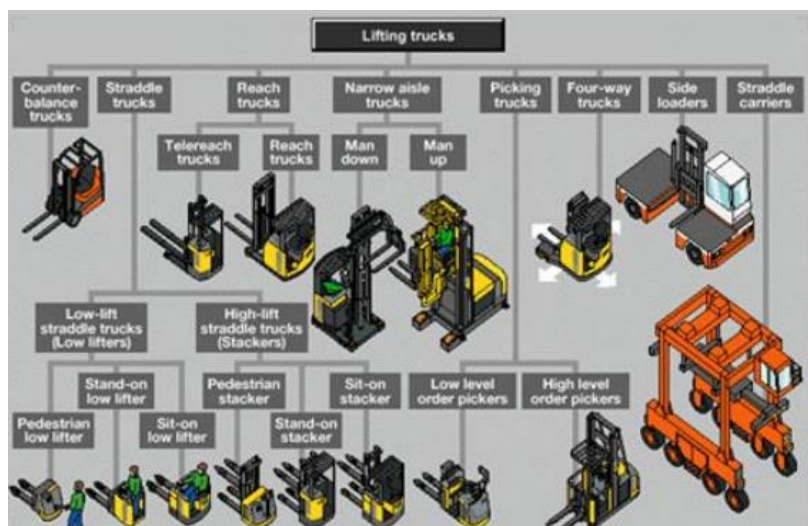 Lifting trucks
Counter-
balance
trucks
Straddle
trucks
Reach
trucks
Narrow aisle
trucks
Picking
trucks
Four-way
trucks
Side
loaders
Straddle
carriers
Telereach
trucks
Reach
trucks
Man
down
Man
up
Low-lift
straddle trucks
(Low lifters)
High-lift
straddle trucks
(Stackers)
Pedestrian
low lifter
Stand-on
low lifter
Sit-on
low lifter
Pedestrian
stacker
Stand-on
stacker
Sit-on
stacker
Low level
order pickers
High level
order pickers